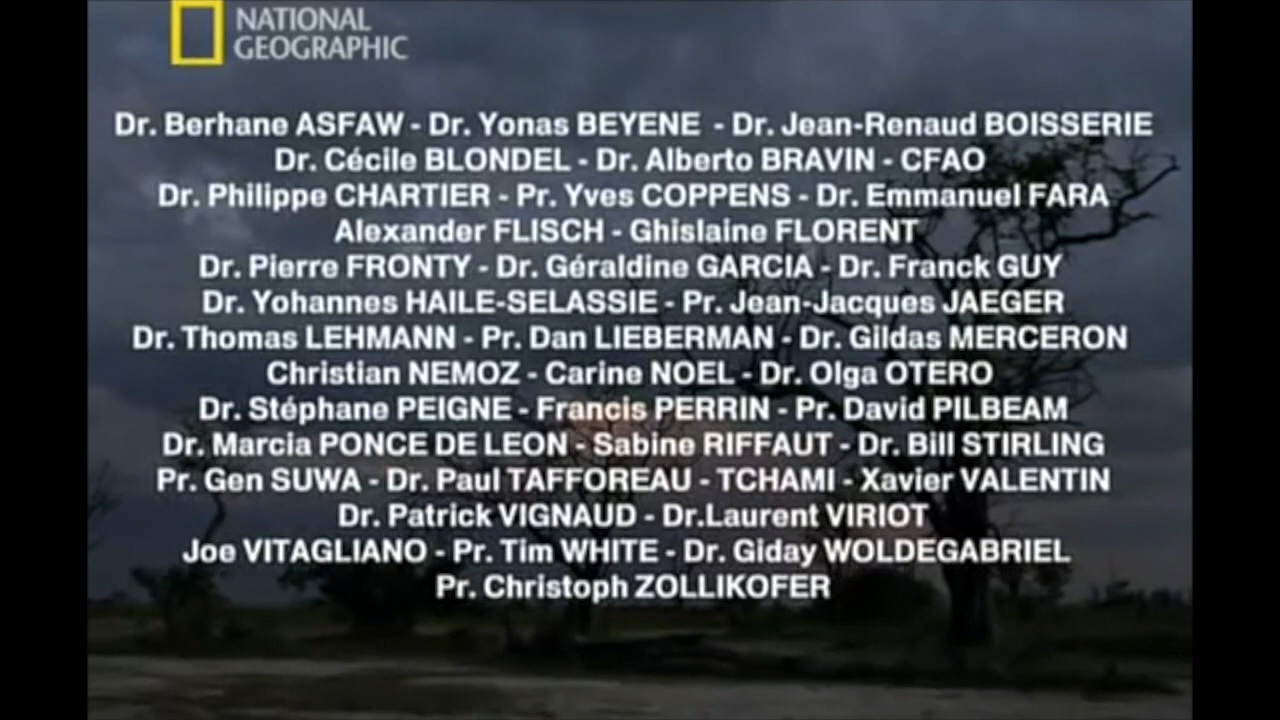 NATIONAL
GEOGRAPHIC
Dr. Berhane ASFAW - Dr. Yonas BEYENE - Dr. Jean-Renaud BOISSERIE
Dr. Cécile BLONDEL - Dr. Alberto BRAVIN - CFAO
Dr. Philippe CHARTIER - Pr. Yves COPPENS - Dr. Emmanuel FARA
Alexander FLISCH - Ghislaine FLORENT
Dr. Pierre FRONTY - Dr. Géraldine GARCIA - Dr. Franck GUY
Dr. Yohannes HAILE-SELASSIE - Pr. Jean-Jacques JAEGER
Dr. Thomas LEHMANN - Pr. Dan LIEBERMAN - Dr. Gildas MERCERON
Christian NEMOZ - Carine NOEL - Dr. Olga OTERO
Dr. Stéphane PEIGNE - Francis PERRIN - Pr. David PILBEAM
Dr. Marcia PONCE DE LEON - Sabine RIFFAUT - Dr. Bill STIRLING
Pr. Gen SUWA - Dr. Paul TAFFOREAU - TCHAMI - Xavier VALENTIN
Dr. Patrick VIGNAUD - Dr.Laurent VIRIOT
Joe VITAGLIANO - Pr. Tim WHITE - Dr. Giday WOLDEGABRIEL
Pr. Christoph ZOLLIKOFER